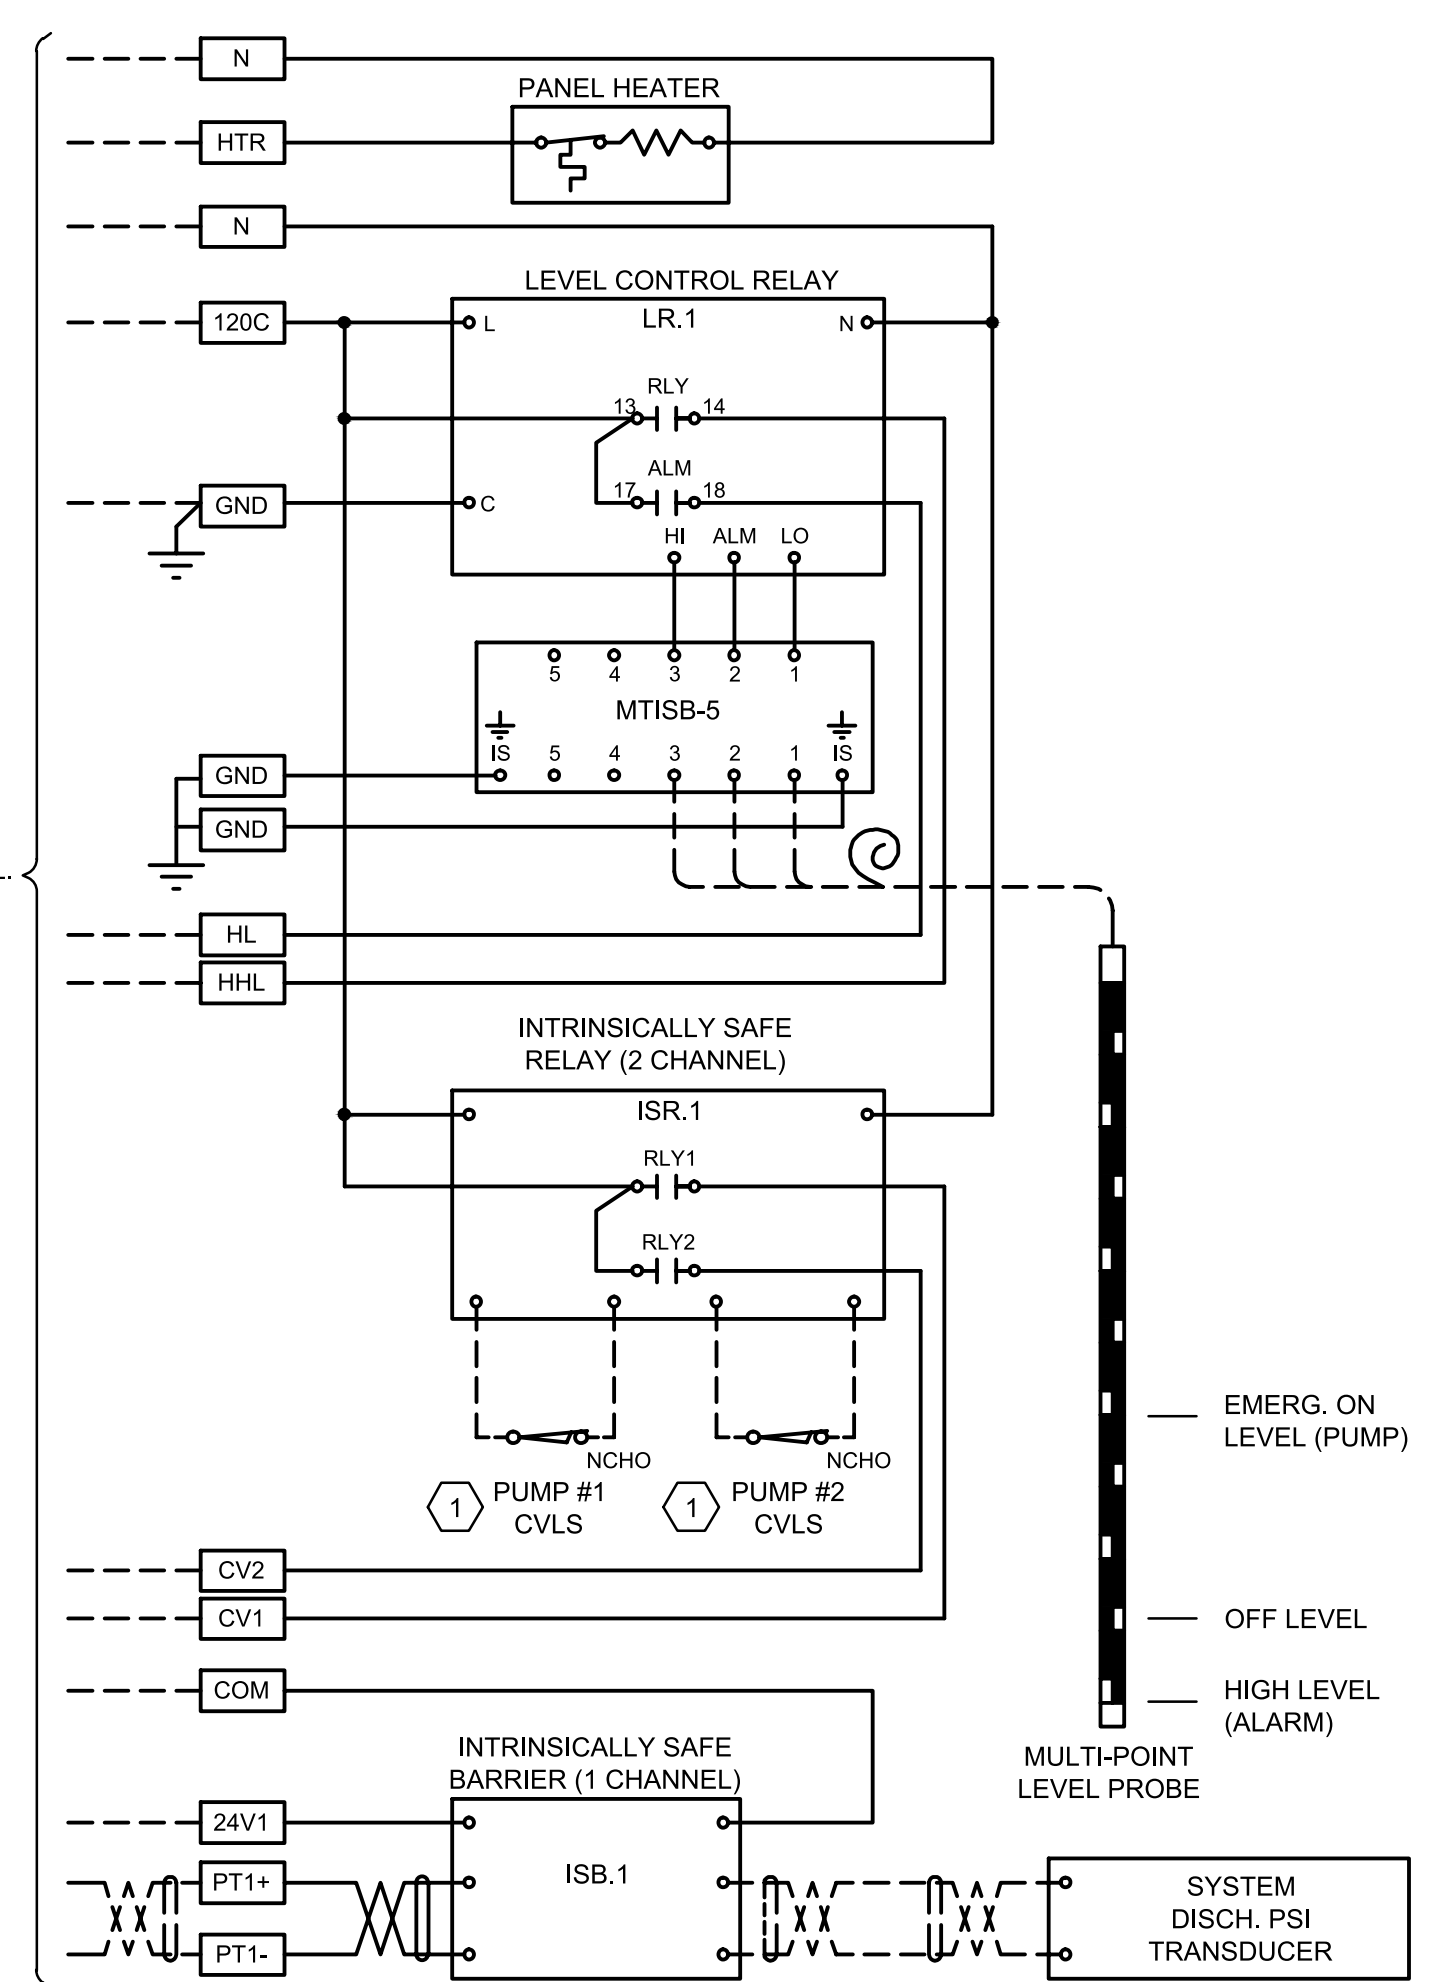 N
PANEL HEATER
HTR
N
LEVEL CONTROL RELAY
120C
L
LR.1
N
RLY
13
14
ALM
17
18
GND
C
HI
ALM
LO
5
4
3
2
1
MTISB-5
IS
5
4
3
2
1
IS
GND
GND
HL
HHL
INTRINSICALLY SAFE
RELAY (2 CHANNEL)
ISR.1
RLY1
RLY2
EMERG. ON
LEVEL (PUMP)
NCHO
NCHO
1
PUMP #1
CVLS
1
PUMP #2
CVLS
CV2
CV1
OFF LEVEL
COM
HIGH LEVEL
(ALARM)
INTRINSICALLY SAFE
BARRIER (1 CHANNEL)
MULTI-POINT
LEVEL PROBE
24V1
PT1+
ISB.1
SYSTEM
DISCH. PSI
TRANSDUCER
PT1-